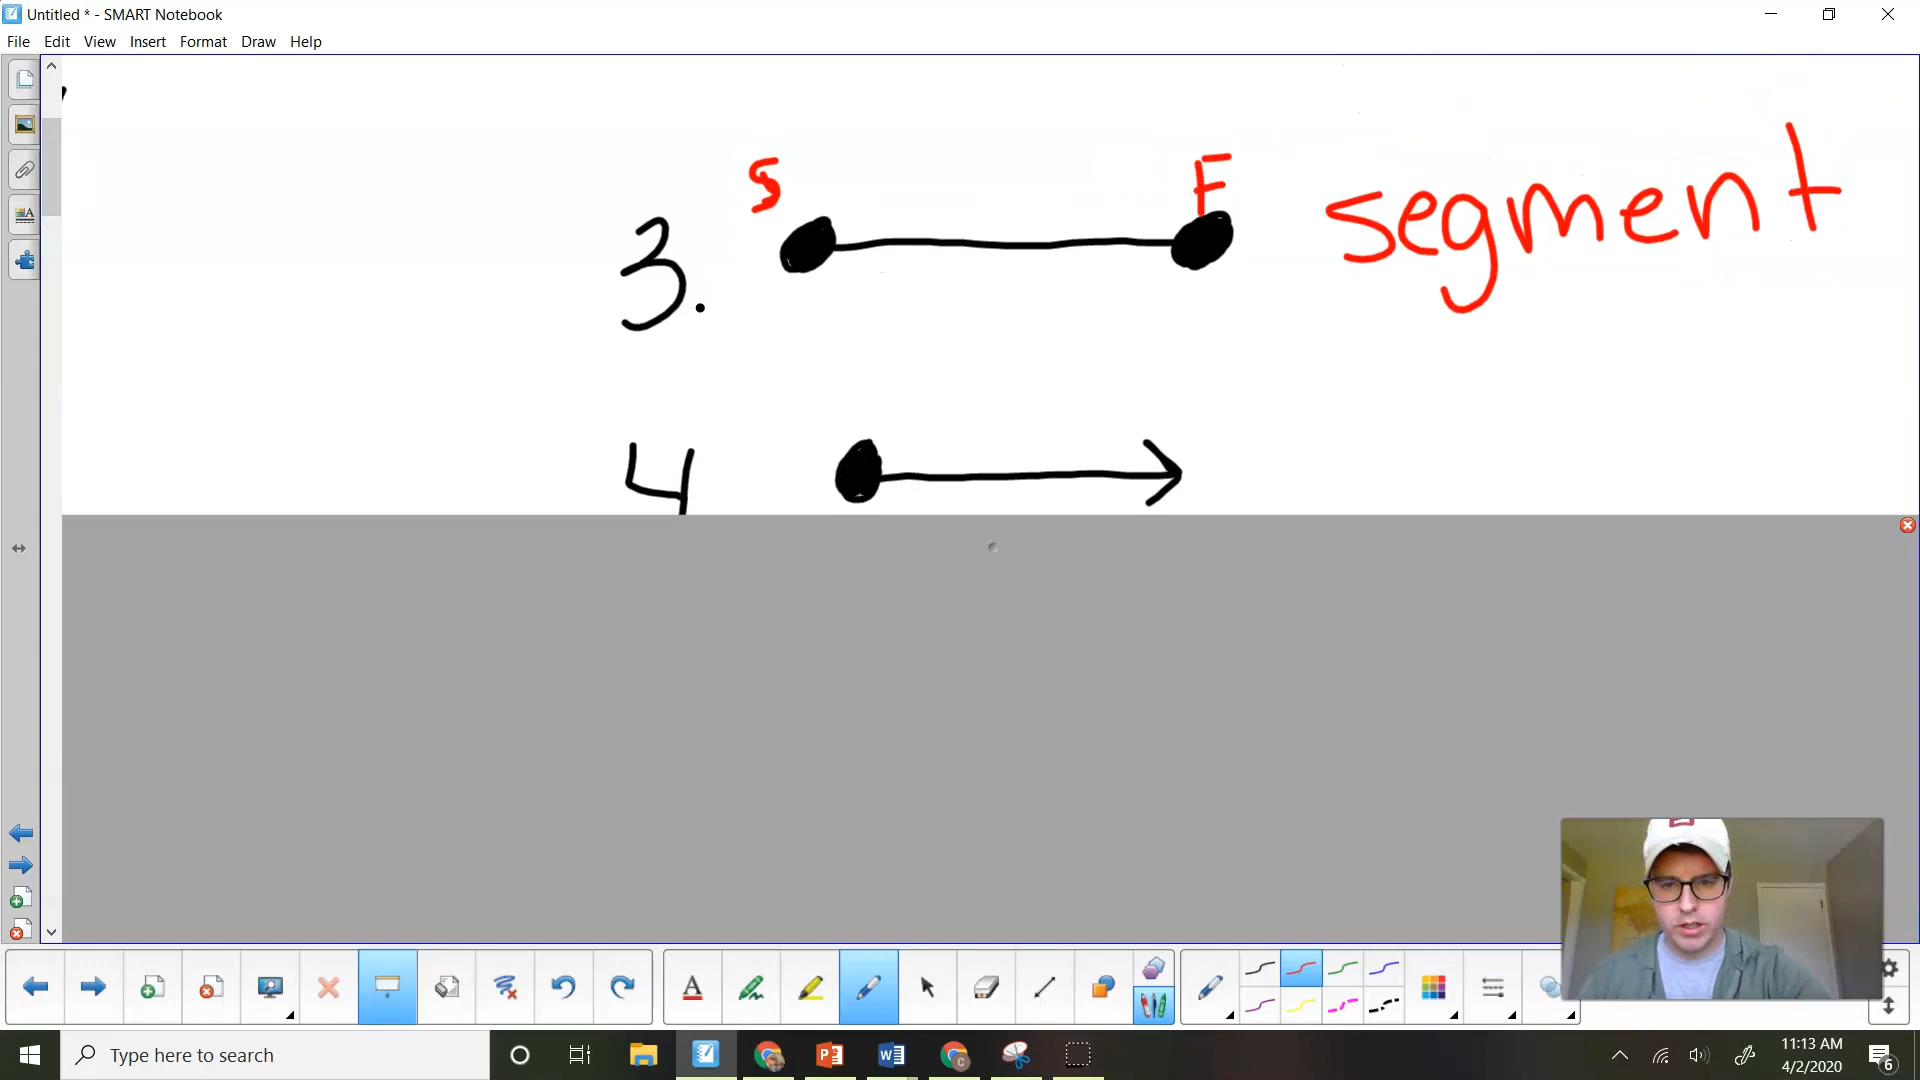 Untitled * - SMART Notebook
File Edit View Insert Format Draw Help
S F segment
3.
4
A
Type here to search
11:13 AM
4/2/2020
6